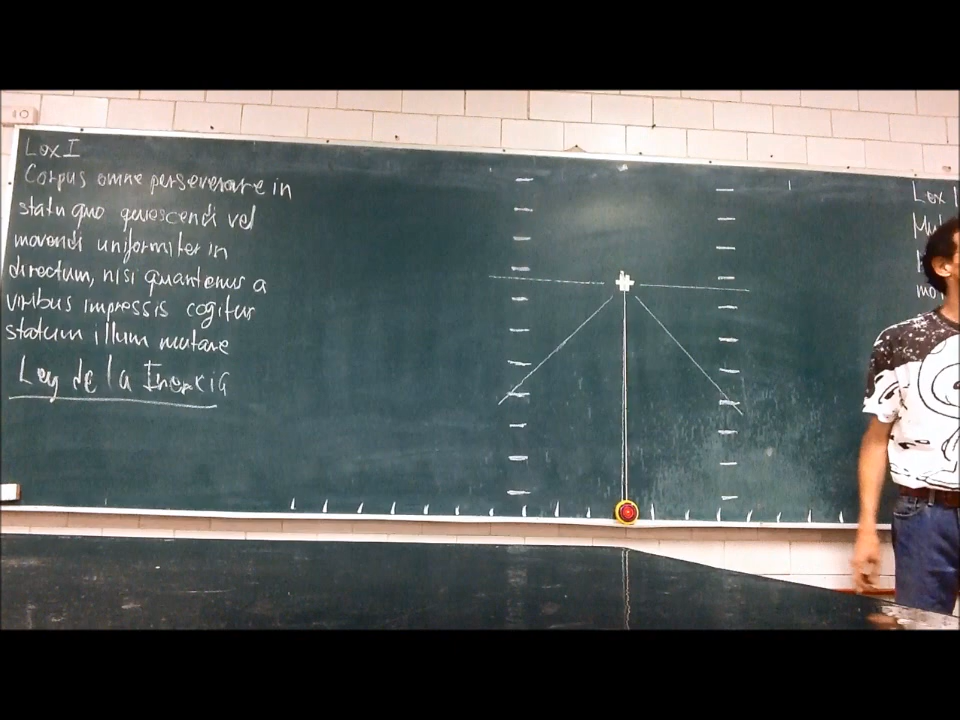 Lex I
Corpus omne perseverare in
statu quo quiescendi vel
movendi uniformiter in
directum, nisi quantenus a
viribus impressis cogitur
statum illum mutare
Ley de la Inercia
Lex I
Mu
mo